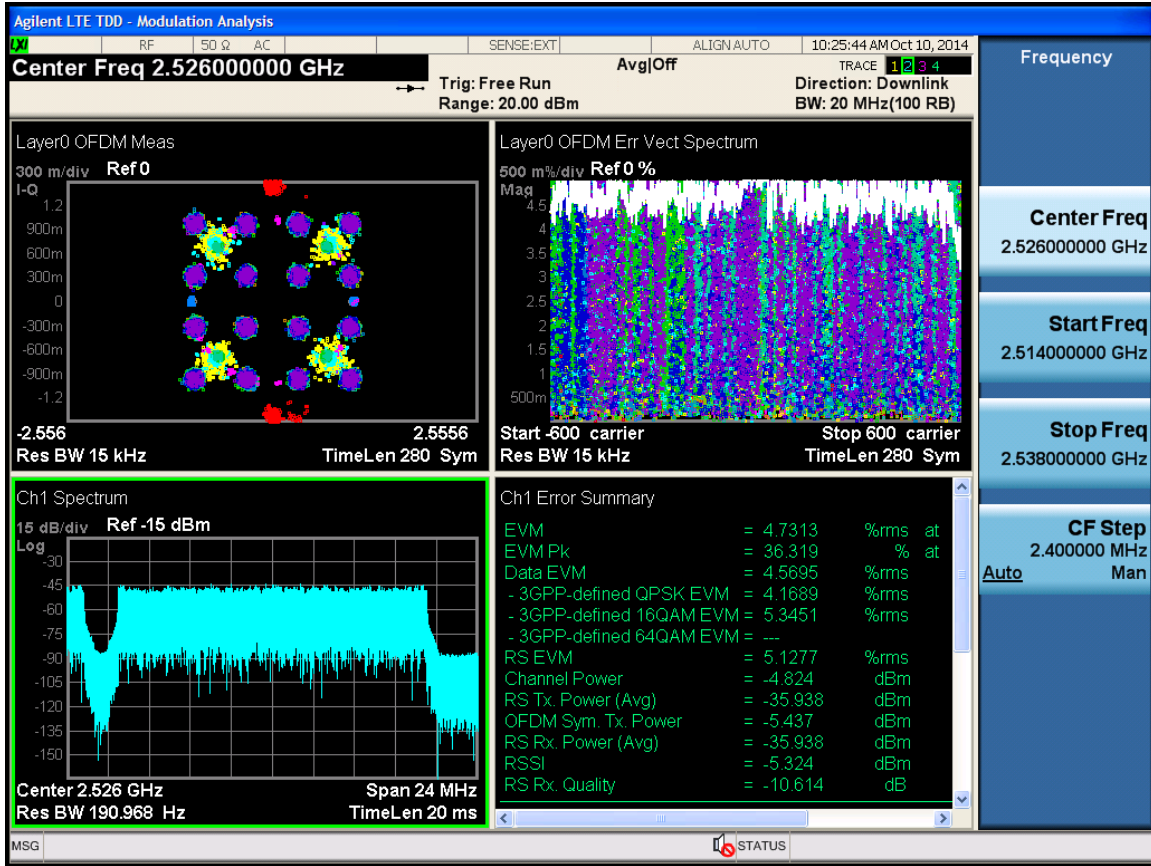 Agilent LTE TDD - Modulation Analysis
LXI RF 50 Ω AC SENSE:EXT ALIGN AUTO 10:25:44 AM Oct 10, 2014
Center Freq 2.526000000 GHz
Avg|Off
TRACE 1 2 3 4
Trig: Free Run
Direction: Downlink
Range: 20.00 dBm
BW: 20 MHz(100 RB)
Layer0 OFDM Meas
300 m/div Ref 0
I-Q
1.2
900m
600m
300m
0
-300m
-600m
-900m
-1.2
-2.556 2.5556
Res BW 15 kHz TimeLen 280 Sym
Layer0 OFDM Err Vect Spectrum
500 m%/div Ref 0 %
Mag
4.5
4
3.5
3
2.5
2
1.5
1
500m
Start -600 carrier Stop 600 carrier
Res BW 15 kHz TimeLen 280 Sym
Ch1 Spectrum
15 dB/div Ref -15 dBm
Log
-30
-45
-60
-75
-90
-105
-120
-135
-150
Center 2.526 GHz Span 24 MHz
Res BW 190.968 Hz TimeLen 20 ms
Ch1 Error Summary
EVM = 4.7313 %rms at
EVM Pk = 36.319 % at
Data EVM = 4.5695 %rms
- 3GPP-defined QPSK EVM = 4.1689 %rms
- 3GPP-defined 16QAM EVM = 5.3451 %rms
- 3GPP-defined 64QAM EVM = ---
RS EVM = 5.1277 %rms
Channel Power = -4.824 dBm
RS Tx. Power (Avg) = -35.938 dBm
OFDM Sym. Tx. Power = -5.437 dBm
RS Rx. Power (Avg) = -35.938 dBm
RSSI = -5.324 dBm
RS Rx. Quality = -10.614 dB
Frequency
Center Freq
2.526000000 GHz
Start Freq
2.514000000 GHz
Stop Freq
2.538000000 GHz
CF Step
2.400000 MHz
Auto Man
MSG STATUS